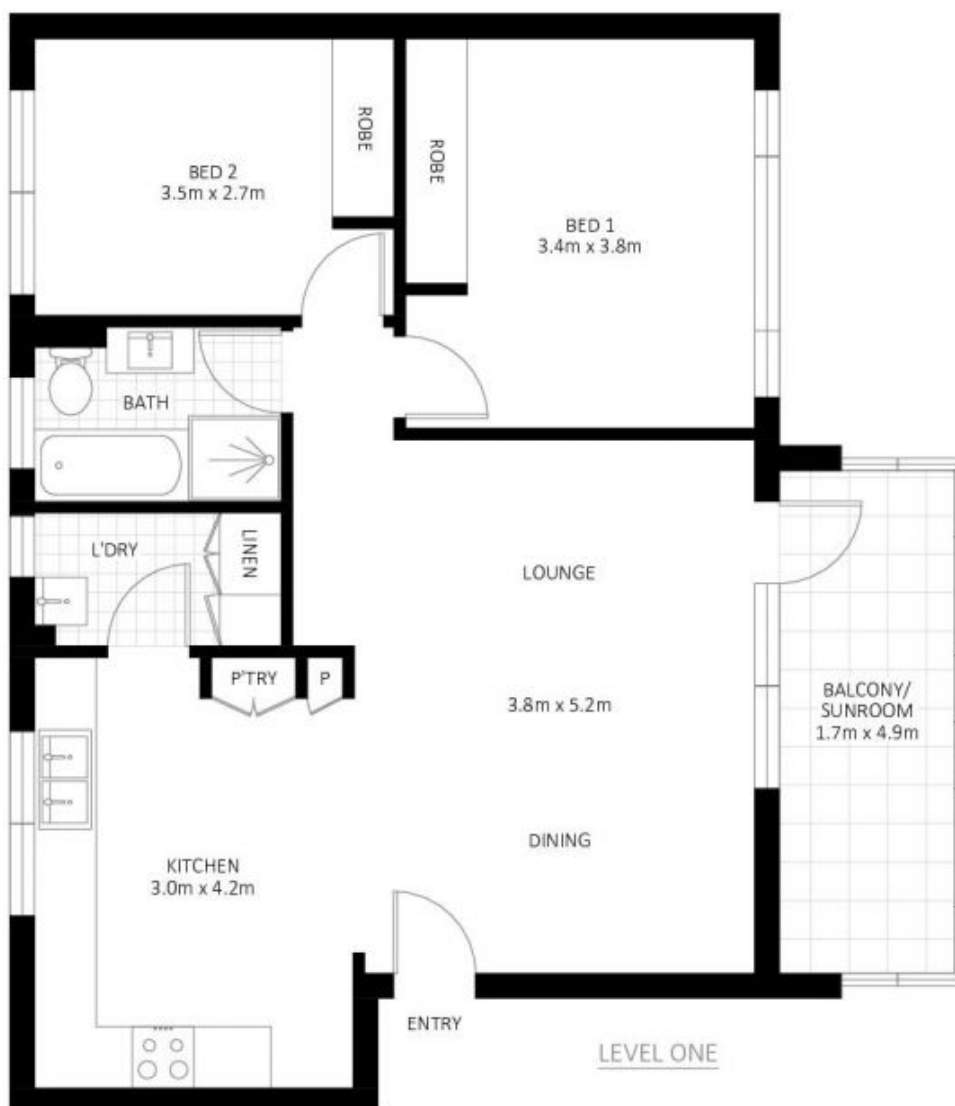 ROBE
BED 2
3.5m x 2.7m
ROBE
BED 1
3.4m x 3.8m
BATH
L'DRY
LINEN
LOUNGE
P'TRY
P
3.8m x 5.2m
BALCONY/
SUNROOM
1.7m x 4.9m
DINING
KITCHEN
3.0m x 4.2m
ENTRY
LEVEL ONE